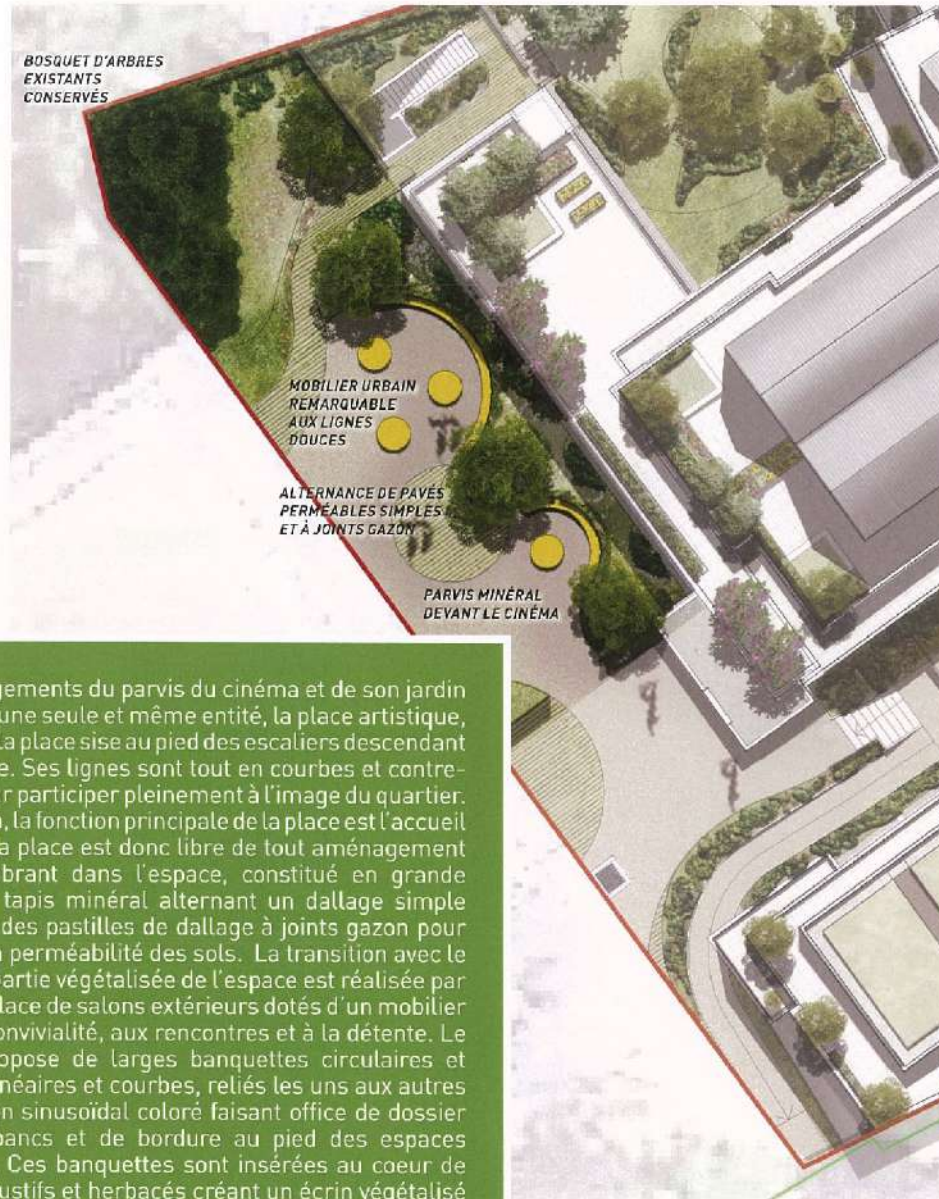 BOSQUET D'ARBRES
EXISTANTS
CONSERVÉS
MOBILIER URBAIN
REMARQUABLE
AUX LIGNES
DOUCES
ALTERNANCE DE PAVÉS
PERMÉABLES SIMPLES
ET À JOINTS GAZON
PARVIS MINÉRAL
DEVANT LE CINÉMA
gements du parvis du cinéma et de son jardin
une seule et même entité, la place artistique,
la place sise au pied des escaliers descendant
e. Ses lignes sont tout en courbes et contre-
r participer pleinement à l'image du quartier.
, la fonction principale de la place est l'accueil
a place est donc libre de tout aménagement
brant dans l'espace, constitué en grande
tapis minéral alternant un dallage simple
des pastilles de dallage à joints gazon pour
perméabilité des sols. La transition avec le
partie végétalisée de l'espace est réalisée par
place de salons extérieurs dotés d'un mobilier
onvivialité, aux rencontres et à la détente. Le
opose de larges banquettes circulaires et
néaires et courbes, reliés les uns aux autres
n sinusoïdal coloré faisant office de dossier
bancs et de bordure au pied des espaces
Ces banquettes sont insérées au coeur de
ustifs et herbacés créant un écrin végétalisé